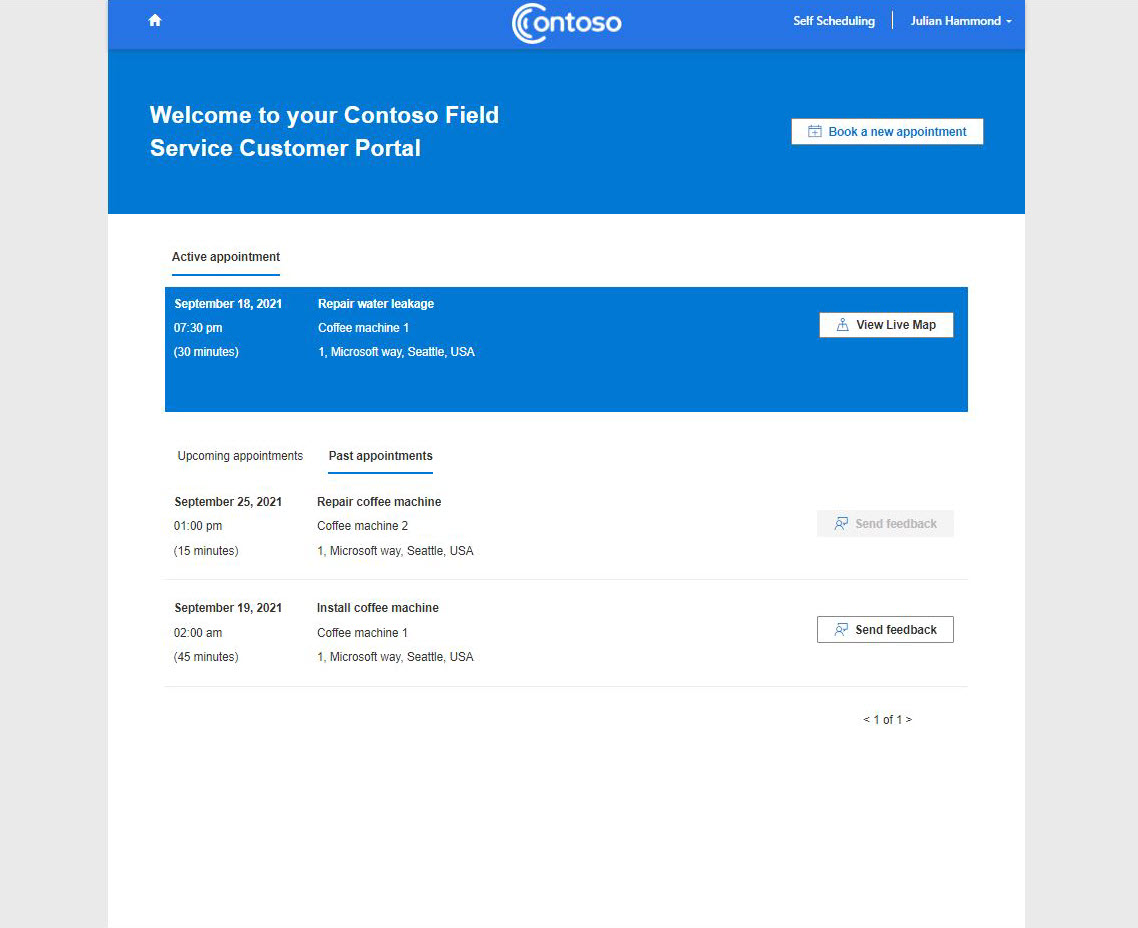 Contoso
Self Scheduling
Julian Hammond
Welcome to your Contoso Field
Service Customer Portal
Book a new appointment
Active appointment
September 18, 2021 Repair water leakage
07:30 pm Coffee machine 1
View Live Map
(30 minutes) 1, Microsoft way, Seattle, USA
Upcoming appointments Past appointments
September 25, 2021 Repair coffee machine
01:00 pm Coffee machine 2
Send feedback
(15 minutes) 1, Microsoft way, Seattle, USA
September 19, 2021 Install coffee machine
02:00 am Coffee machine 1
Send feedback
(45 minutes) 1, Microsoft way, Seattle, USA
< 1 of 1 >